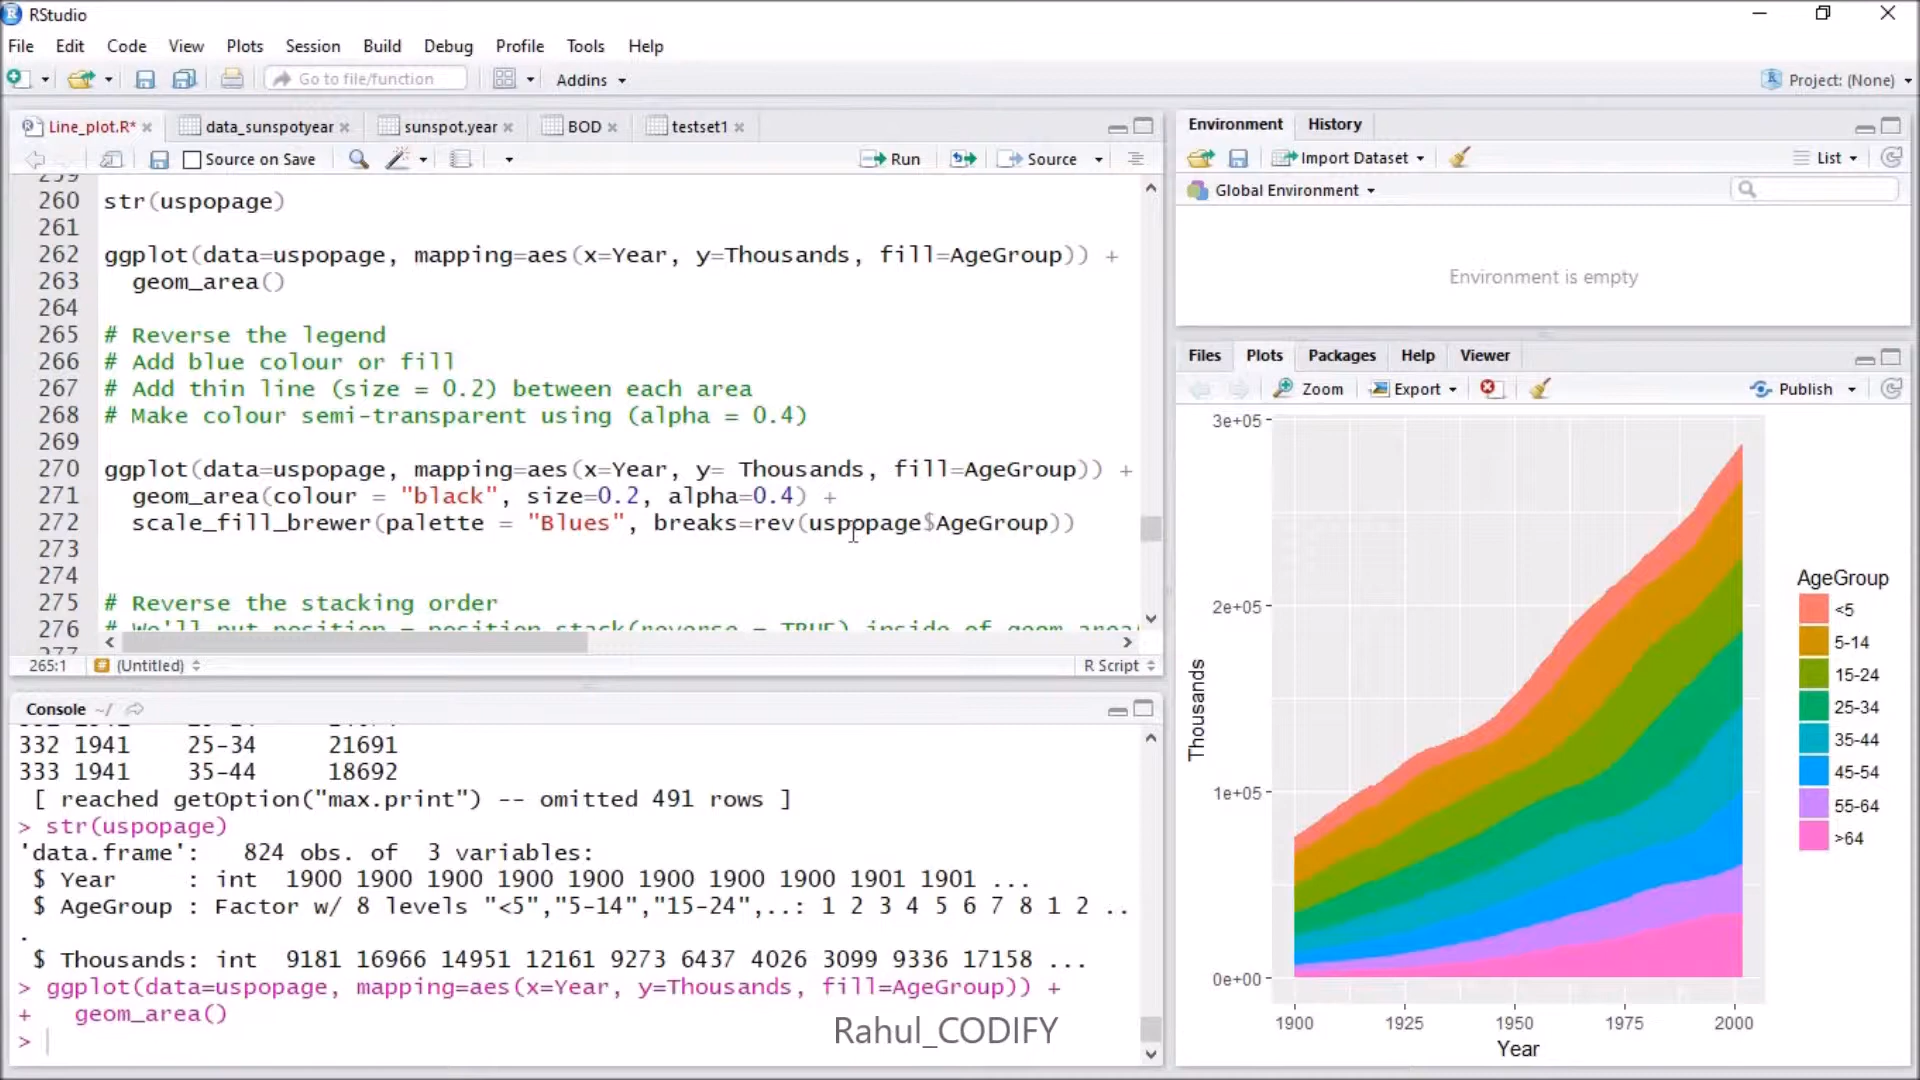 RStudio
File Edit Code View Plots Session Build Debug Profile Tools Help
Go to file/function Addins Project: (None)
Line_plot.R* data_sunspotyear sunspot.year BOD testset1
Source on Save Run Source
259
260 str(uspopage)
261
262 ggplot(data=uspopage, mapping=aes(x=Year, y=Thousands, fill=AgeGroup)) +
263 geom_area()
264
265 # Reverse the legend
266 # Add blue colour or fill
267 # Add thin line (size = 0.2) between each area
268 # Make colour semi-transparent using (alpha = 0.4)
269
270 ggplot(data=uspopage, mapping=aes(x=Year, y= Thousands, fill=AgeGroup)) +
271 geom_area(colour = "black", size=0.2, alpha=0.4) +
272 scale_fill_brewer(palette = "Blues", breaks=rev(uspopage$AgeGroup))
273
274
275 # Reverse the stacking order
276 # We'll put position = position_stack(reverse = TRUE) inside of geom_area
277
265:1 (Untitled) R Script
Console ~/
332 1941 25-34 21691
333 1941 35-44 18692
[ reached getOption("max.print") -- omitted 491 rows ]
> str(uspopage)
'data.frame': 824 obs. of 3 variables:
$ Year : int 1900 1900 1900 1900 1900 1900 1900 1900 1901 1901 ...
$ AgeGroup : Factor w/ 8 levels "<5","5-14","15-24",..: 1 2 3 4 5 6 7 8 1 2 ..
.
$ Thousands: int 9181 16966 14951 12161 9273 6437 4026 3099 9336 17158 ...
> ggplot(data=uspopage, mapping=aes(x=Year, y=Thousands, fill=AgeGroup)) +
+ geom_area()
>
Rahul_CODIFY
Environment History
Import Dataset List
Global Environment
Environment is empty
Files Plots Packages Help Viewer
Zoom Export Publish
3e+05
2e+05
1e+05
0e+00
Thousands
1900 1925 1950 1975 2000
Year
AgeGroup
<5
5-14
15-24
25-34
35-44
45-54
55-64
>64